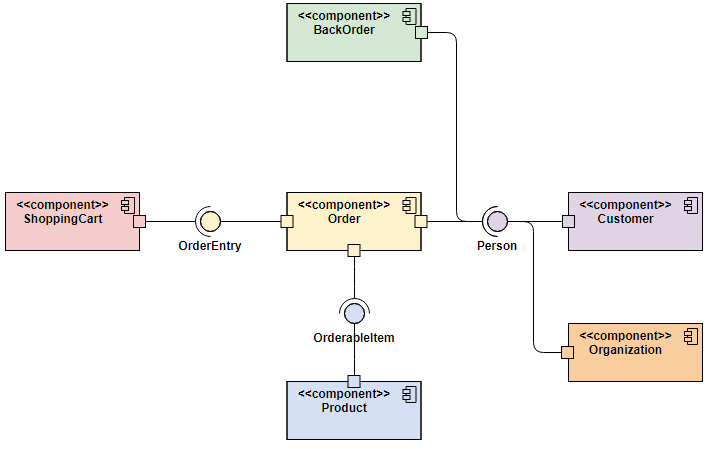 <<component>>
BackOrder
<<component>>
ShoppingCart
OrderEntry
<<component>>
Order
Person
<<component>>
Customer
OrderableItem
<<component>>
Organization
<<component>>
Product